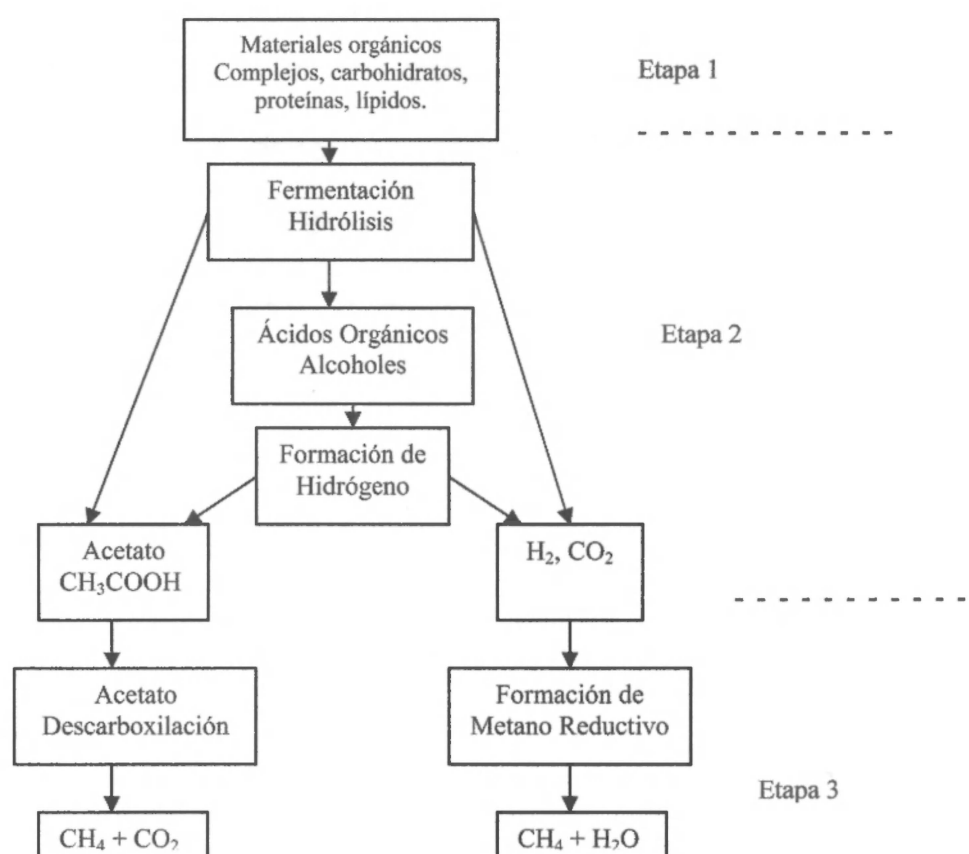 Materiales orgánicos
Complejos, carbohidratos,
proteínas, lípidos.
Etapa 1
Fermentación
Hidrólisis
Ácidos Orgánicos
Alcoholes
Etapa 2
Formación de
Hidrógeno
Acetato
CH₃COOH
H₂, CO₂
Acetato
Descarboxilación
Formación de
Metano Reductivo
Etapa 3
CH₄ + CO₂
CH₄ + H₂O